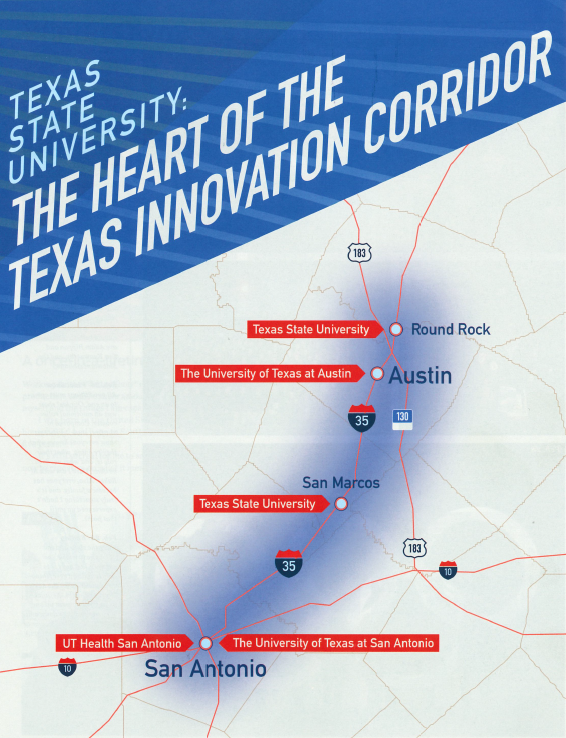 TEXAS
STATE
UNIVERSITY:
THE HEART OF THE
TEXAS INNOVATION CORRIDOR
183
Texas State University
Round Rock
The University of Texas at Austin
Austin
35
130
San Marcos
Texas State University
183
35
10
UT Health San Antonio
The University of Texas at San Antonio
10
San Antonio